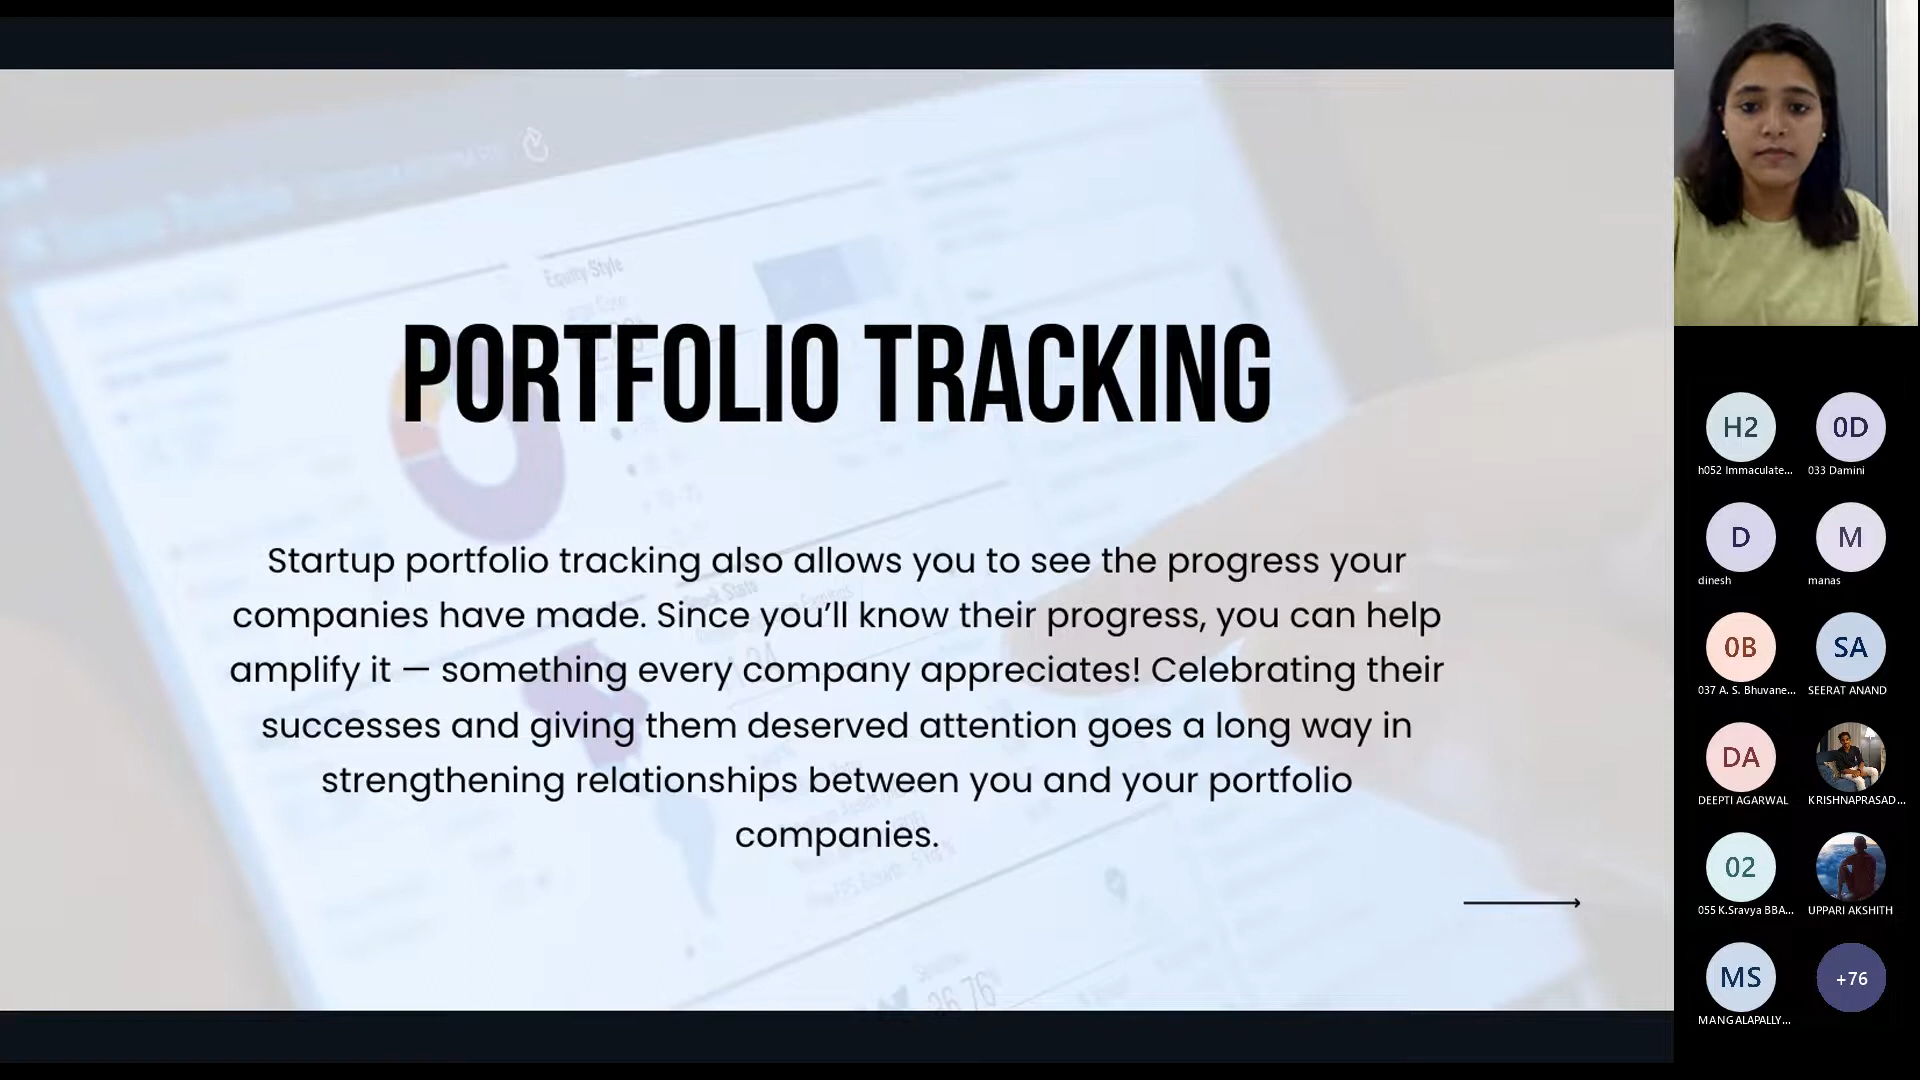 Equity Style
PORTFOLIO TRACKING
Startup portfolio tracking also allows you to see the progress your
companies have made. Since you’ll know their progress, you can help
amplify it — something every company appreciates! Celebrating their
successes and giving them deserved attention goes a long way in
strengthening relationships between you and your portfolio
companies.
26.76%
H2
h052 Immaculate...
0D
033 Damini
D
dinesh
M
manas
0B
037 A. S. Bhuvane...
SA
SEERAT ANAND
DA
DEEPTI AGARWAL
KRISHNAPRASAD...
02
055 K.Sravya BBA...
UPPARI AKSHITH
MS
MANGALAPALLY...
+76